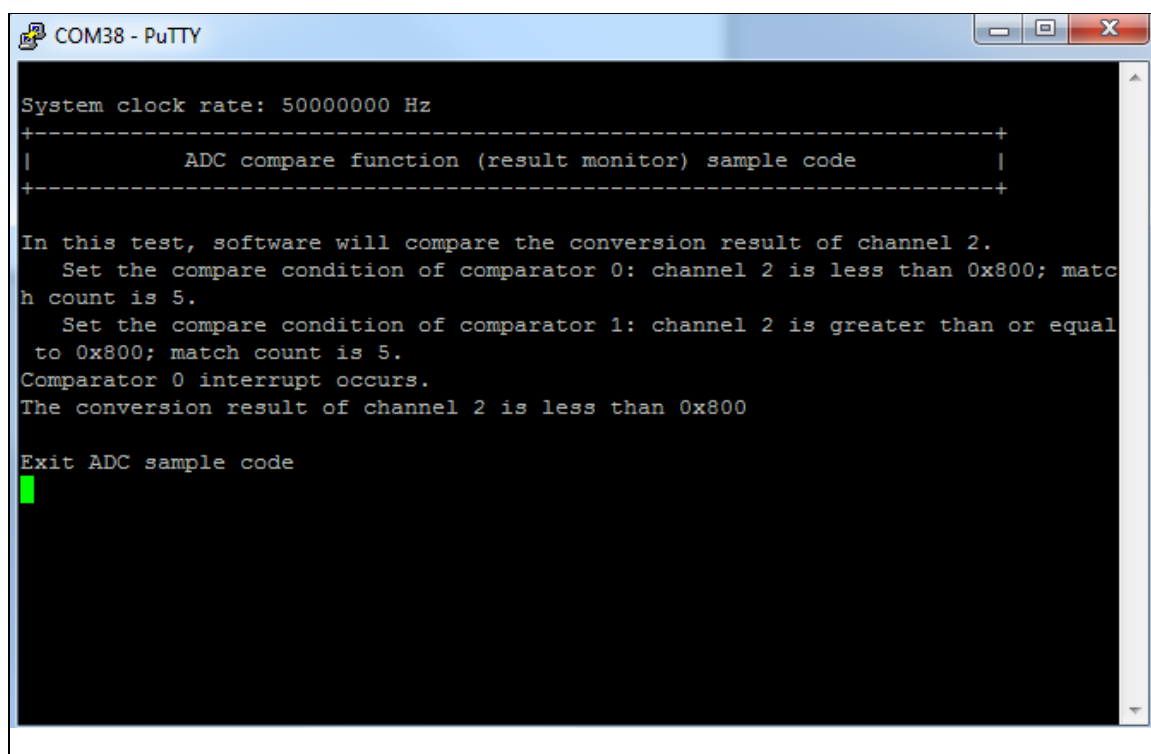 COM38 - PuTTY
System clock rate: 50000000 Hz
+----------------------------------------------------------------------+
|           ADC compare function (result monitor) sample code          |
+----------------------------------------------------------------------+
In this test, software will compare the conversion result of channel 2.
   Set the compare condition of comparator 0: channel 2 is less than 0x800; matc
h count is 5.
   Set the compare condition of comparator 1: channel 2 is greater than or equal
 to 0x800; match count is 5.
Comparator 0 interrupt occurs.
The conversion result of channel 2 is less than 0x800
Exit ADC sample code